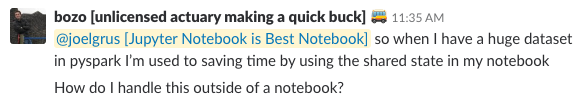 bozo [unlicensed actuary making a quick buck] 11:35 AM
@joelgrus [Jupyter Notebook is Best Notebook] so when I have a huge dataset
in pyspark I'm used to saving time by using the shared state in my notebook
How do I handle this outside of a notebook?